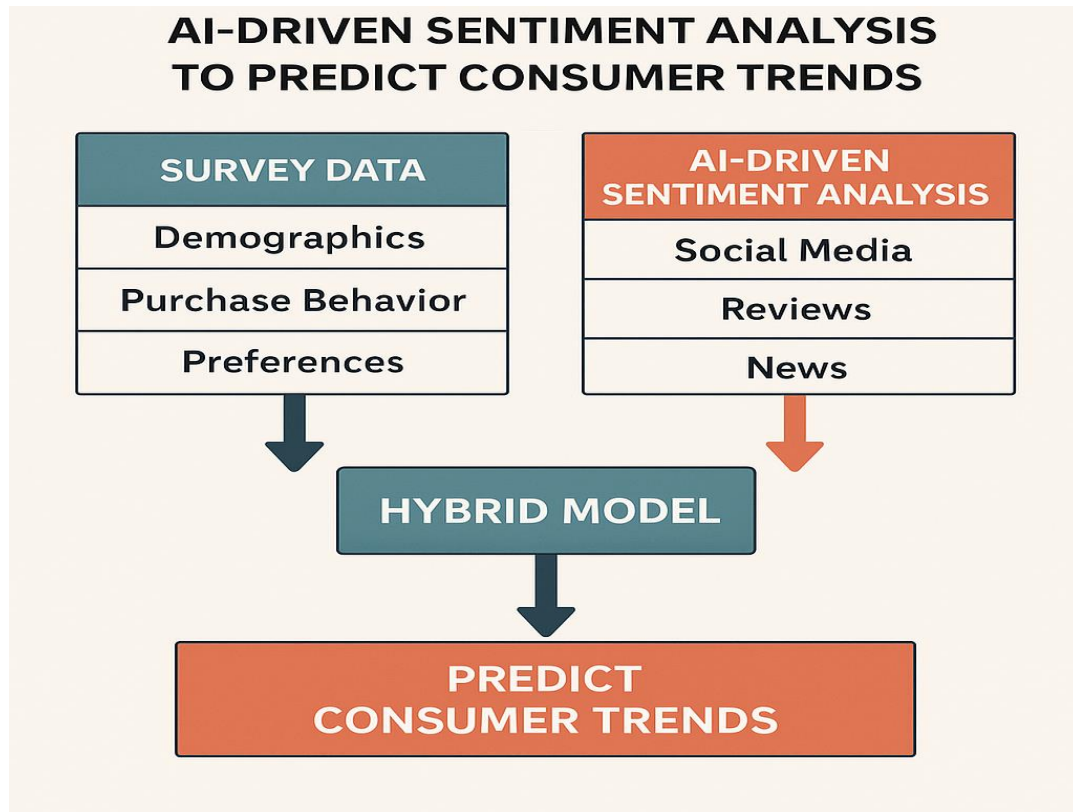 AI-DRIVEN SENTIMENT ANALYSIS
TO PREDICT CONSUMER TRENDS
SURVEY DATA
Demographics
Purchase Behavior
Preferences
AI-DRIVEN
SENTIMENT ANALYSIS
Social Media
Reviews
News
HYBRID MODEL
PREDICT
CONSUMER TRENDS